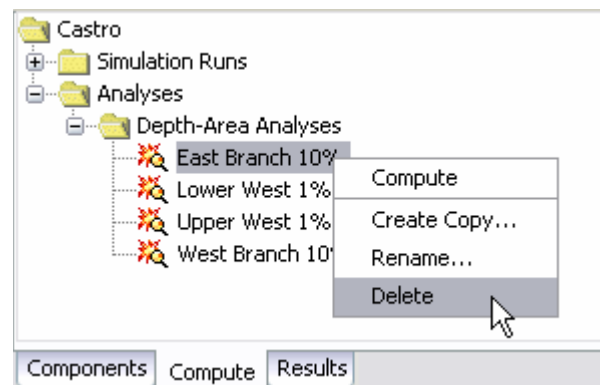 Castro
Simulation Runs
Analyses
Depth-Area Analyses
East Branch 10%
Lower West 1%
Upper West 1%
West Branch 10
Compute
Create Copy...
Rename...
Delete
Components
Compute
Results